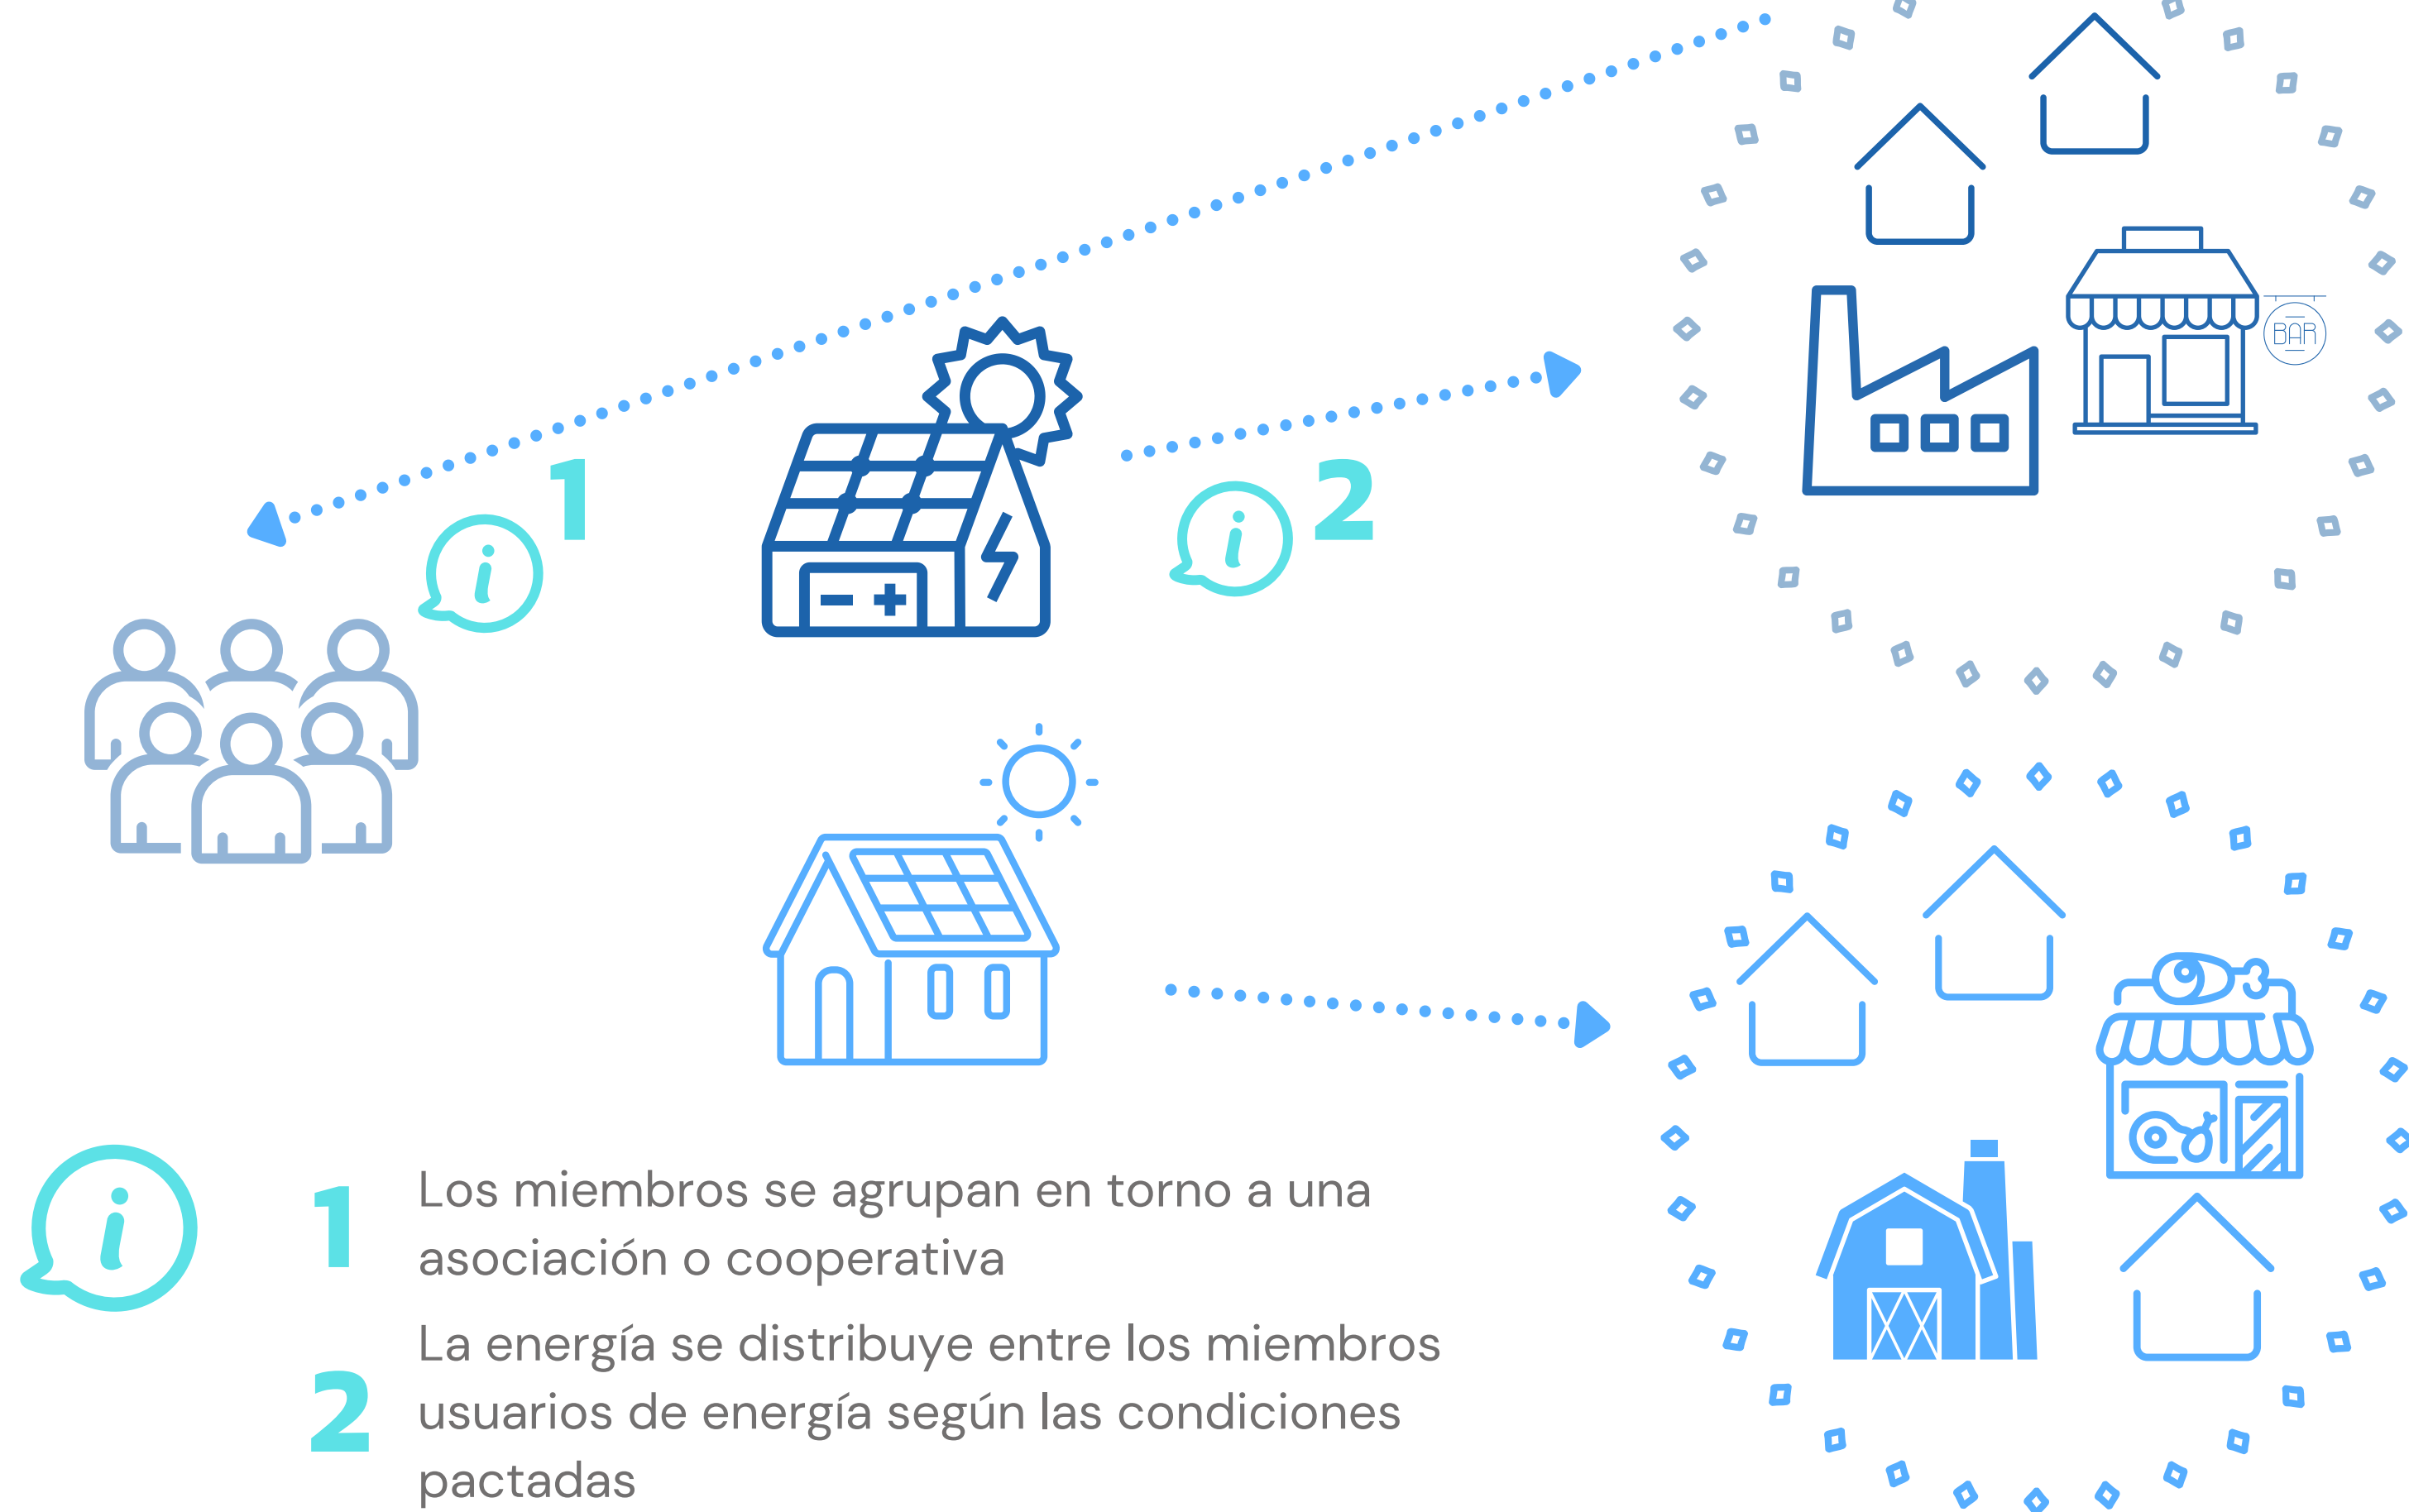 BAR
1
2
1 Los miembros se agrupan en torno a una
asociación o cooperativa
La energía se distribuye entre los miembros
2 usuarios de energía según las condiciones
pactadas